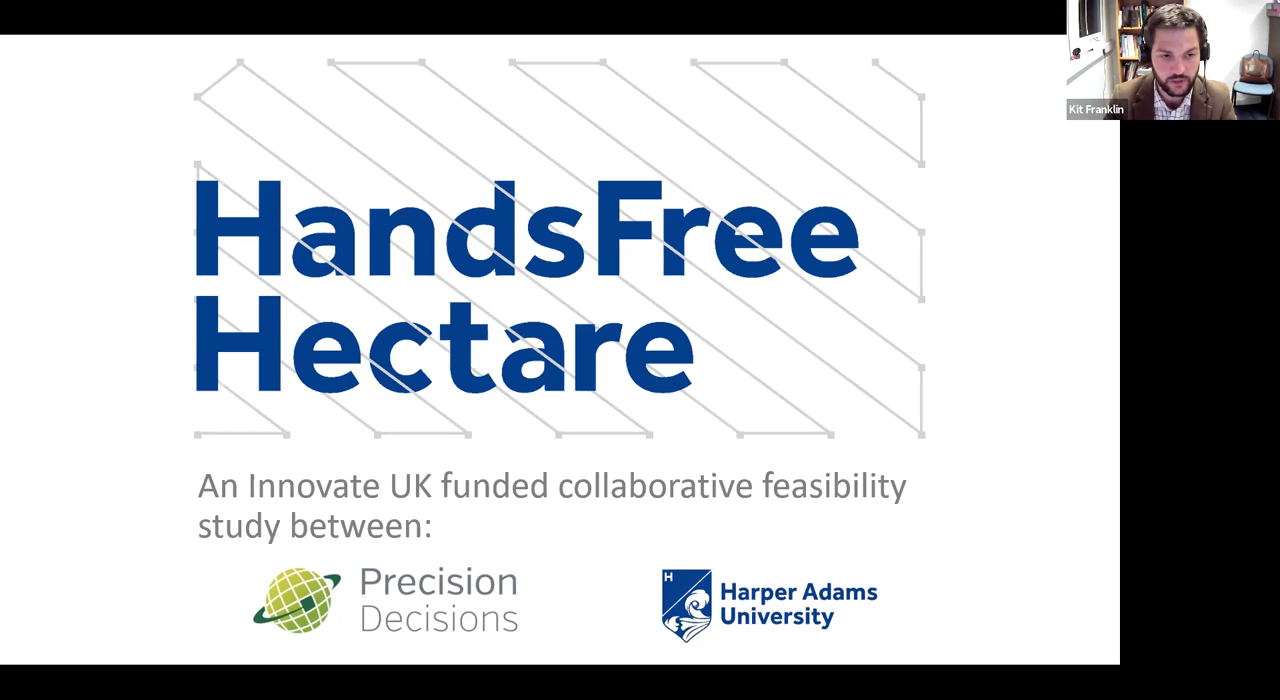 Kit Franklin
HandsFree
Hectare
An Innovate UK funded collaborative feasibility
study between:
Precision
Decisions
H
Harper Adams
University